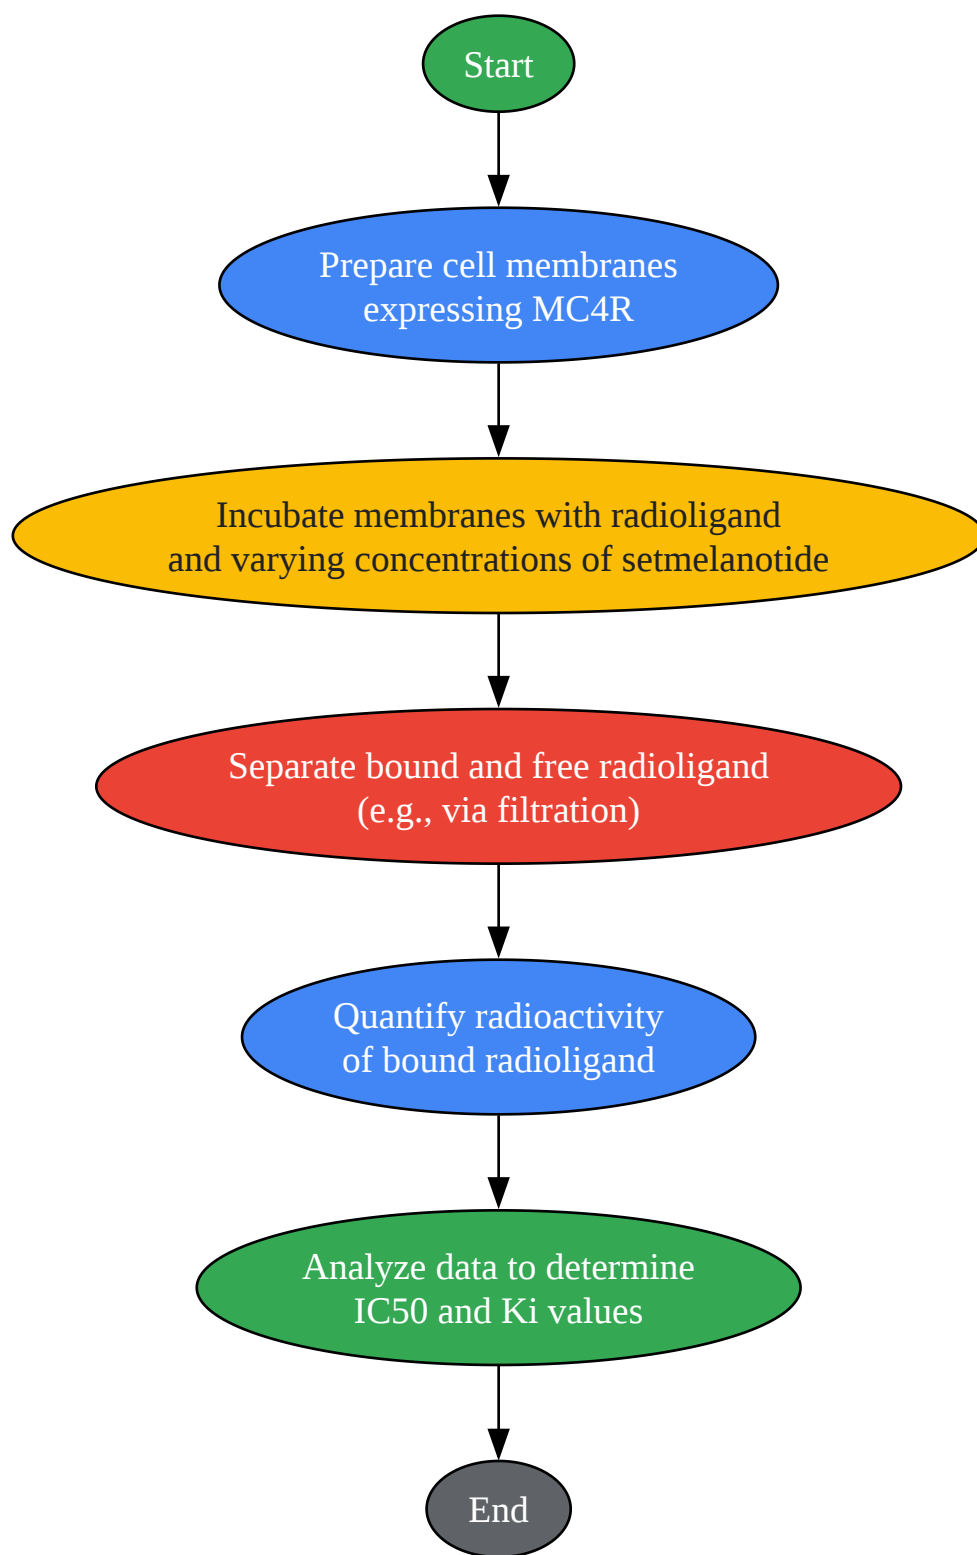 Start
Prepare cell membranes
expressing MC4R
Incubate membranes with radioligand
and varying concentrations of setmelanotide
Separate bound and free radioligand
(e.g., via filtration)
Quantify radioactivity
of bound radioligand
Analyze data to determine
IC50 and Ki values
End